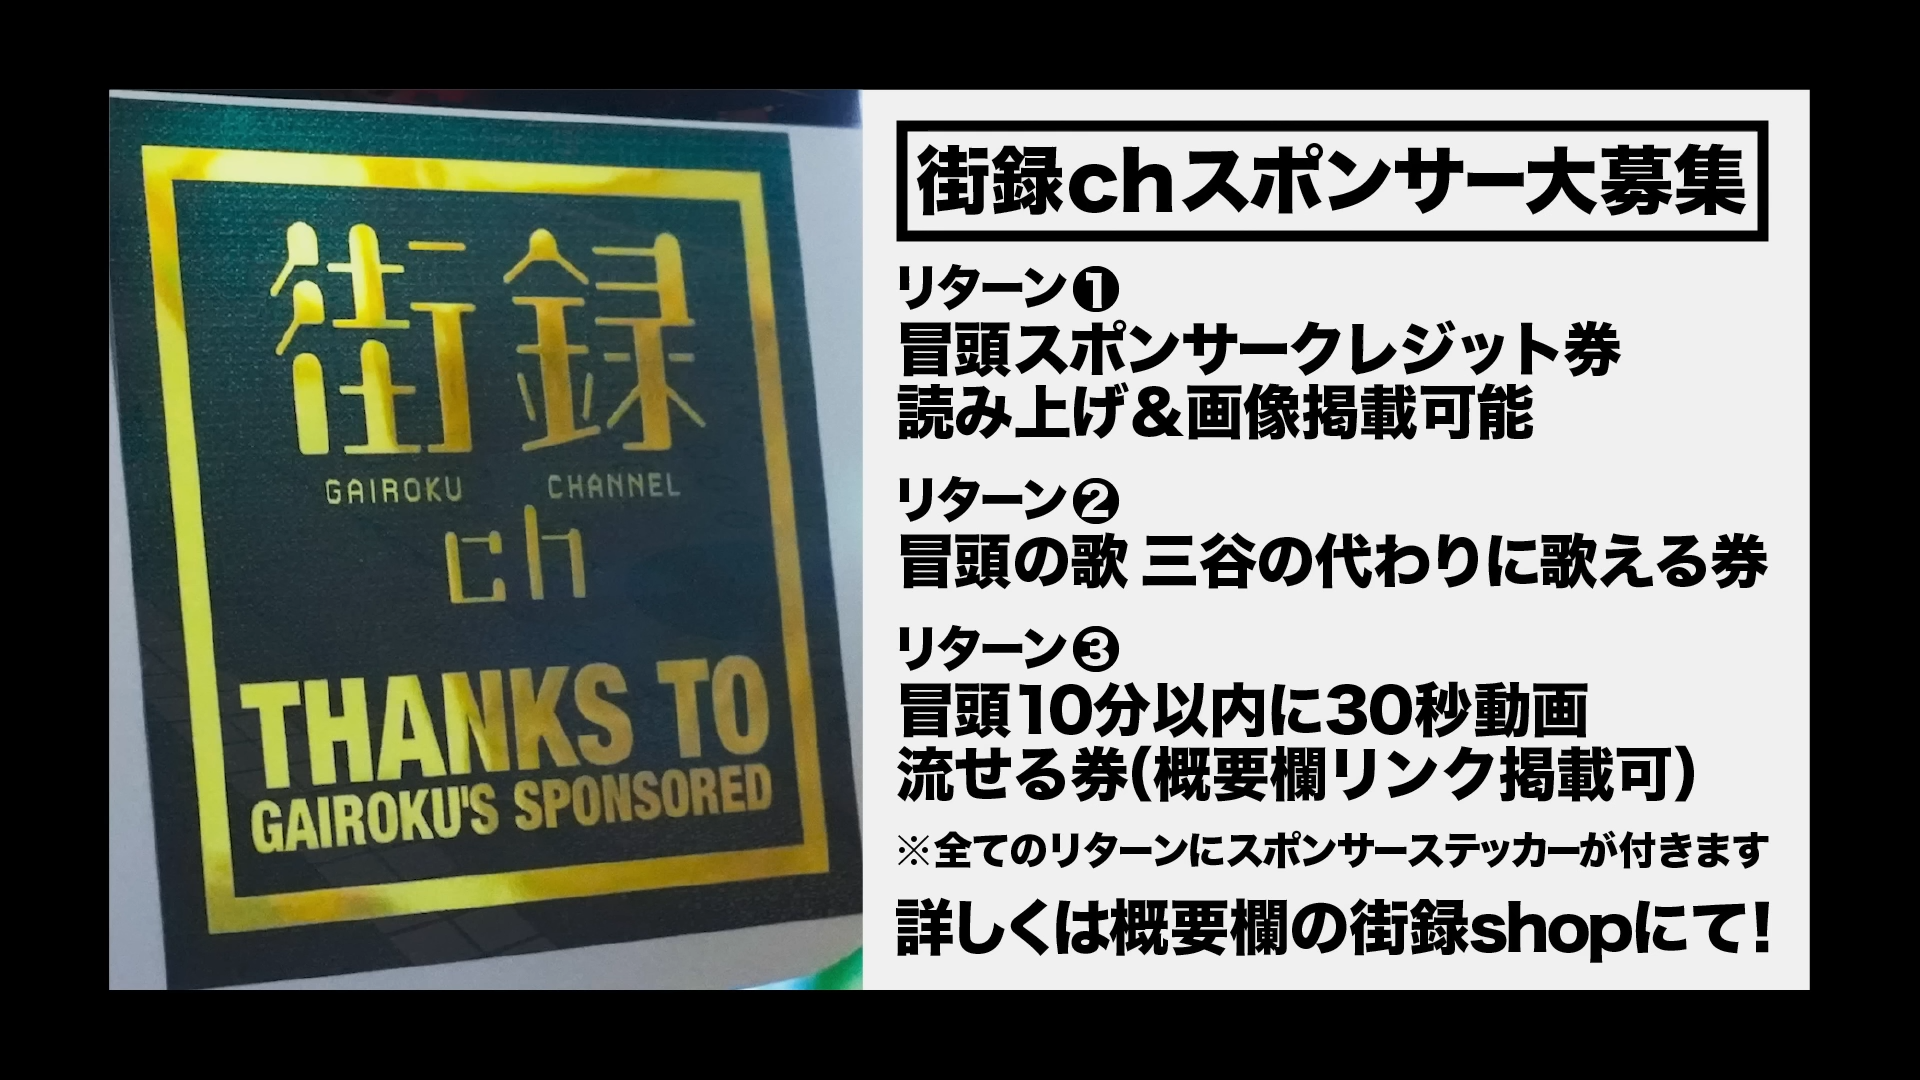 街録
GAIROKU CHANNEL
ch
THANKS TO
GAIROKU'S SPONSORED
街録chスポンサー大募集
リターン❶
冒頭スポンサークレジット券
読み上げ&画像掲載可能
リターン❷
冒頭の歌 三谷の代わりに歌える券
リターン❸
冒頭10分以内に30秒動画
流せる券(概要欄リンク掲載可)
※全てのリターンにスポンサーステッカーが付きます
詳しくは概要欄の街録shopにて!